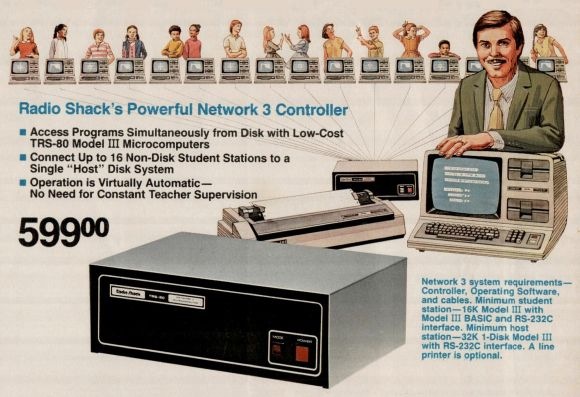 Radio Shack's Powerful Network 3 Controller
■ Access Programs Simultaneously from Disk with Low-Cost
TRS-80 Model III Microcomputers
■ Connect Up to 16 Non-Disk Student Stations to a
Single "Host" Disk System
■ Operation is Virtually Automatic—
No Need for Constant Teacher Supervision
599⁰⁰
Radio Shack TRS-80
MODE POWER
Network 3 system requirements—
Controller, Operating Software,
and cables. Minimum student
station—16K Model III with
Model III BASIC and RS-232C
interface. Minimum host
station—32K 1-Disk Model III
with RS-232C interface. A line
printer is optional.